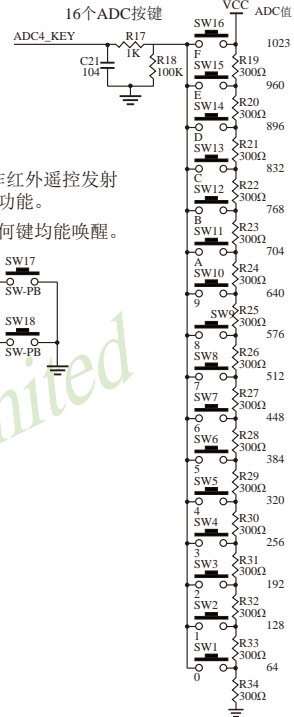 16个ADC按键
VCC
ADC值
ADC4_KEY
R17
1K
C21
104
R18
100K
SW16
F
1023
R19
300Ω
SW15
E
960
R20
300Ω
SW14
D
896
R21
300Ω
SW13
C
832
R22
300Ω
SW12
B
768
R23
300Ω
SW11
A
704
R24
300Ω
SW10
9
640
R25
300Ω
SW9
8
576
R26
300Ω
SW8
7
512
R27
300Ω
SW7
6
448
R28
300Ω
SW6
5
384
R29
300Ω
SW5
4
320
R30
300Ω
SW4
3
256
R31
300Ω
SW3
2
192
R32
300Ω
SW2
1
128
R33
300Ω
SW1
0
64
R34
300Ω
红外遥控发射
功能。
何键均能唤醒。
SW17
SW-PB
SW18
SW-PB
nited